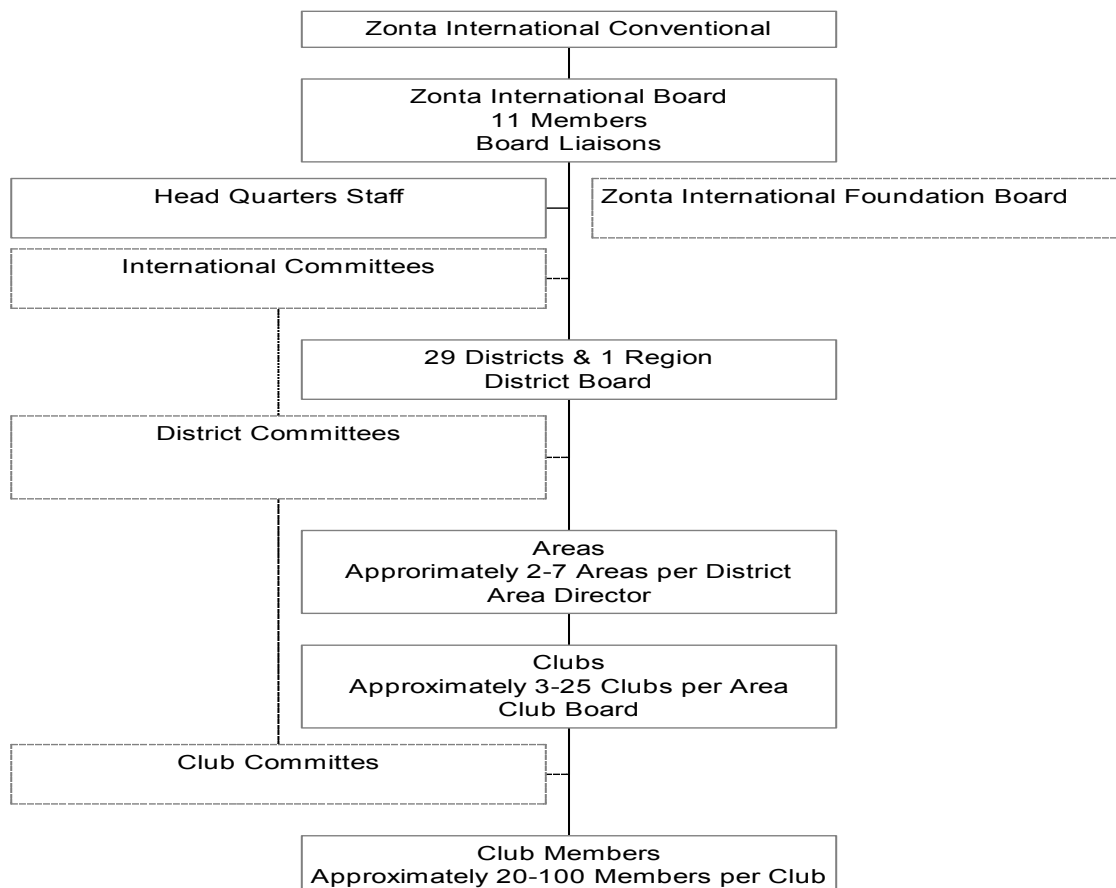 Zonta International Conventional
Zonta International Board
11 Members
Board Liaisons
Head Quarters Staff
Zonta International Foundation Board
International Committees
29 Districts & 1 Region
District Board
District Committees
Areas
Approrimately 2-7 Areas per District
Area Director
Clubs
Approximately 3-25 Clubs per Area
Club Board
Club Committes
Club Members
Approximately 20-100 Members per Club